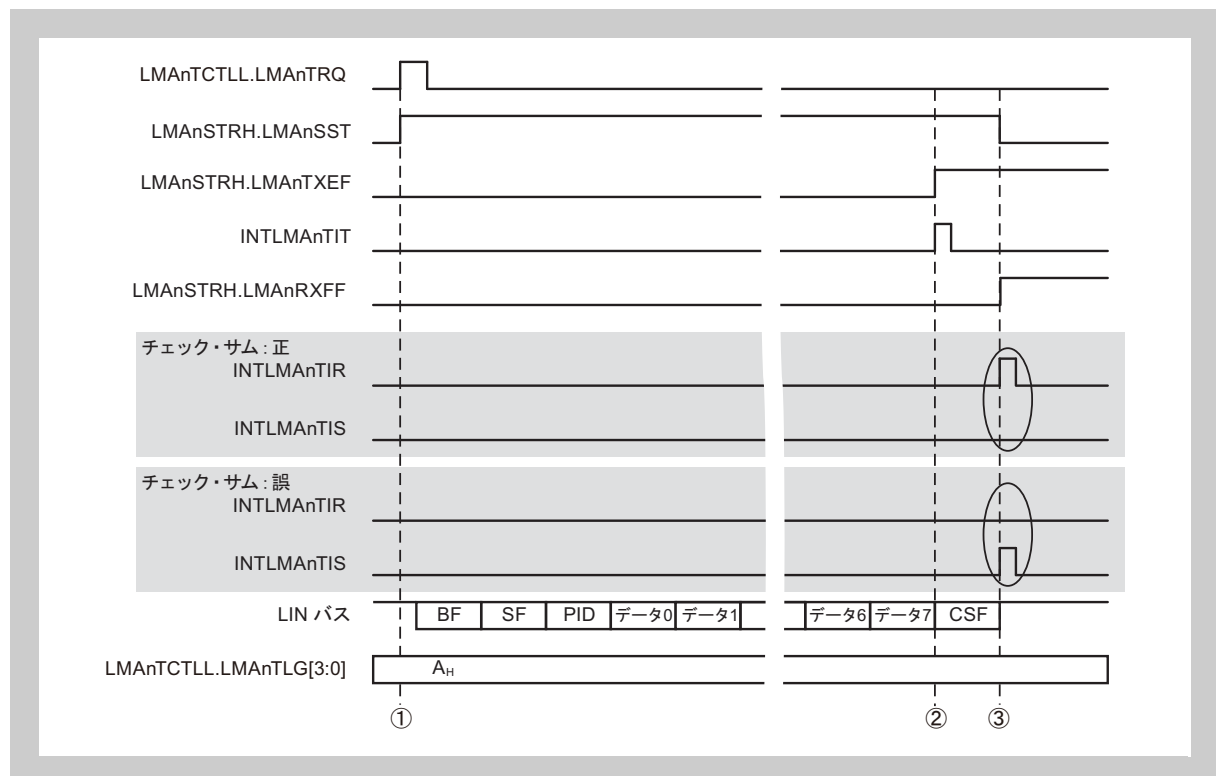 LMAnTCTLL.LMAnTRQ
LMAnSTRH.LMAnSST
LMAnSTRH.LMAnTXEF
INTLMAnTIT
LMAnSTRH.LMAnRXFF
チェック・サム : 正
INTLMAnTIR
INTLMAnTIS
チェック・サム : 誤
INTLMAnTIR
INTLMAnTIS
LIN バス BF SF PID データ0 データ1 データ6 データ7 CSF
LMAnTCTLL.LMAnTLG[3:0] AH
① ② ③